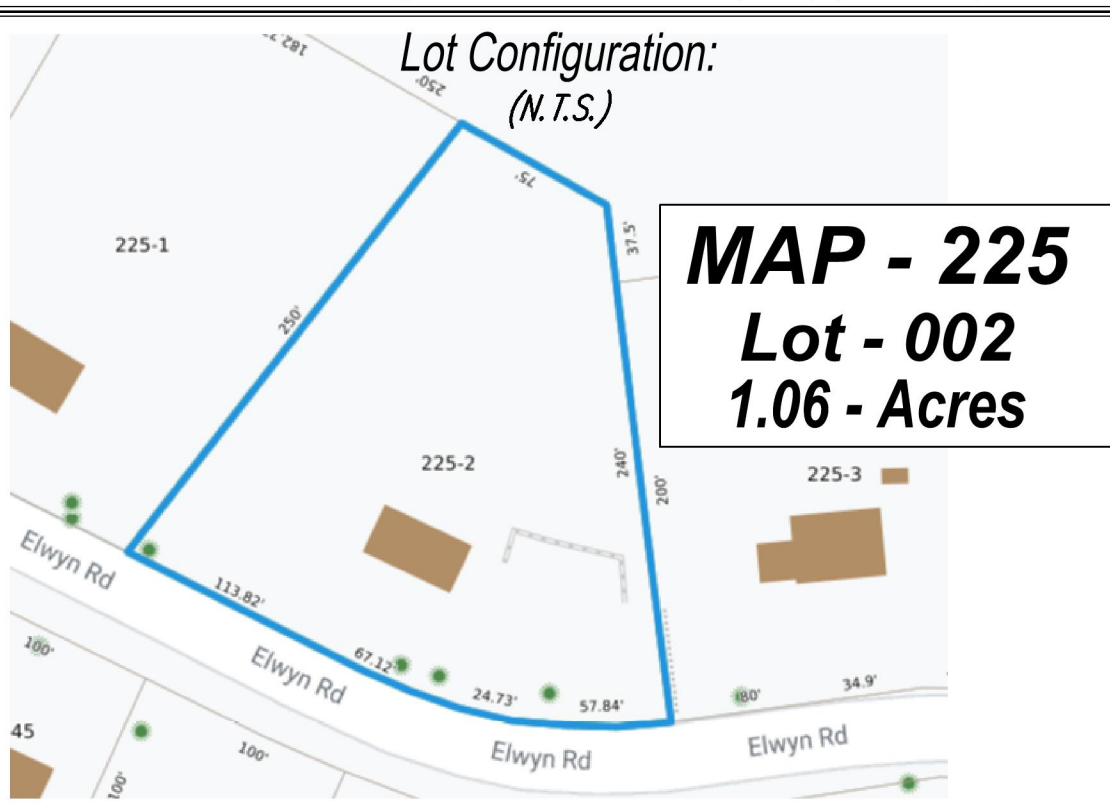 Lot Configuration:
(N.T.S.)
250'
75'
37.5'
MAP - 225
Lot - 002
1.06 - Acres
225-1
250'
225-2
240'
200'
225-3
Elwyn Rd
113.82'
67.12'
24.73'
57.84'
80'
34.9'
Elwyn Rd
Elwyn Rd
Elwyn Rd
100'
45
100'
100'